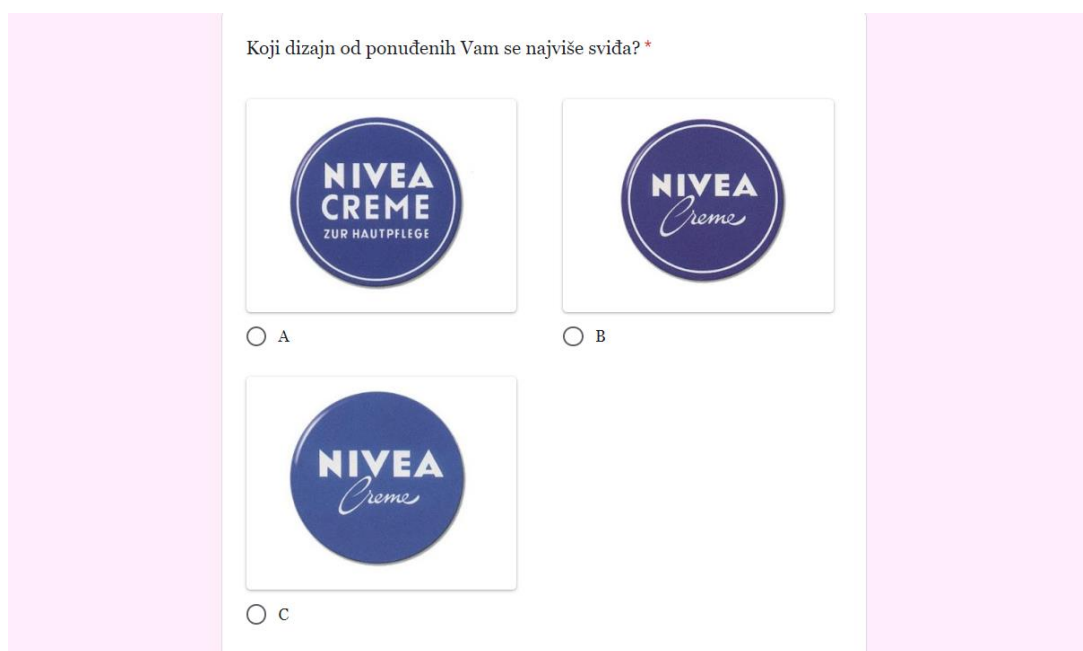 Koji dizajn od ponuđenih Vam se najviše sviđa? *
NIVEA
CREME
ZUR HAUTPFLEGE
A
NIVEA
Creme
B
NIVEA
Creme
C